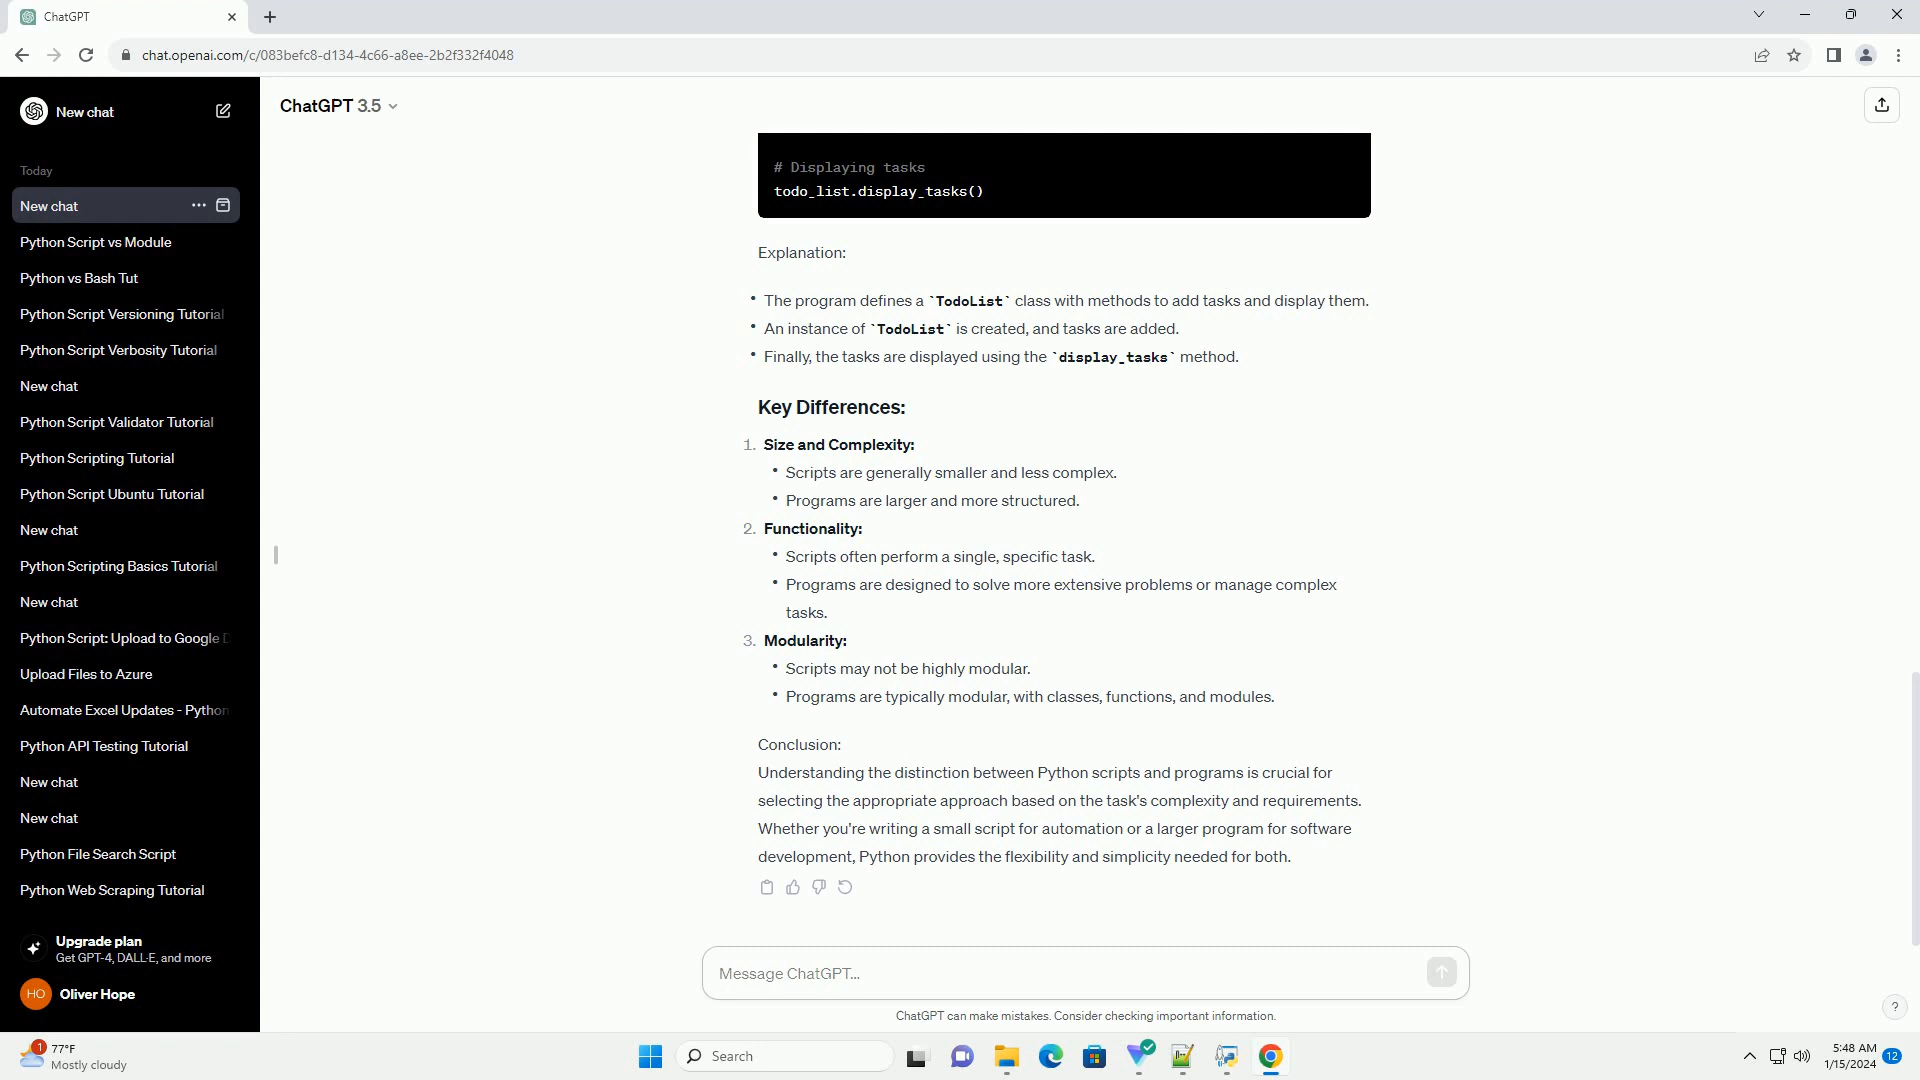 ChatGPT
chat.openai.com/c/083befc8-d134-4c66-a8ee-2b2f332f4048
New chat
ChatGPT 3.5
Today
New chat
Python Script vs Module
Python vs Bash Tut
Python Script Versioning Tutorial
Python Script Verbosity Tutorial
New chat
Python Script Validator Tutorial
Python Scripting Tutorial
Python Script Ubuntu Tutorial
New chat
Python Scripting Basics Tutorial
New chat
Python Script: Upload to Google D
Upload Files to Azure
Automate Excel Updates - Python
Python API Testing Tutorial
New chat
New chat
Python File Search Script
Python Web Scraping Tutorial
Upgrade plan
Get GPT-4, DALL·E, and more
HO Oliver Hope
# Displaying tasks
todo_list.display_tasks()
Explanation:
• The program defines a `TodoList` class with methods to add tasks and display them.
• An instance of `TodoList` is created, and tasks are added.
• Finally, the tasks are displayed using the `display_tasks` method.
Key Differences:
1. Size and Complexity:
• Scripts are generally smaller and less complex.
• Programs are larger and more structured.
2. Functionality:
• Scripts often perform a single, specific task.
• Programs are designed to solve more extensive problems or manage complex
tasks.
3. Modularity:
• Scripts may not be highly modular.
• Programs are typically modular, with classes, functions, and modules.
Conclusion:
Understanding the distinction between Python scripts and programs is crucial for
selecting the appropriate approach based on the task's complexity and requirements.
Whether you're writing a small script for automation or a larger program for software
development, Python provides the flexibility and simplicity needed for both.
Message ChatGPT...
ChatGPT can make mistakes. Consider checking important information.
?
1
77°F
Mostly cloudy
Search
5:48 AM
1/15/2024
12